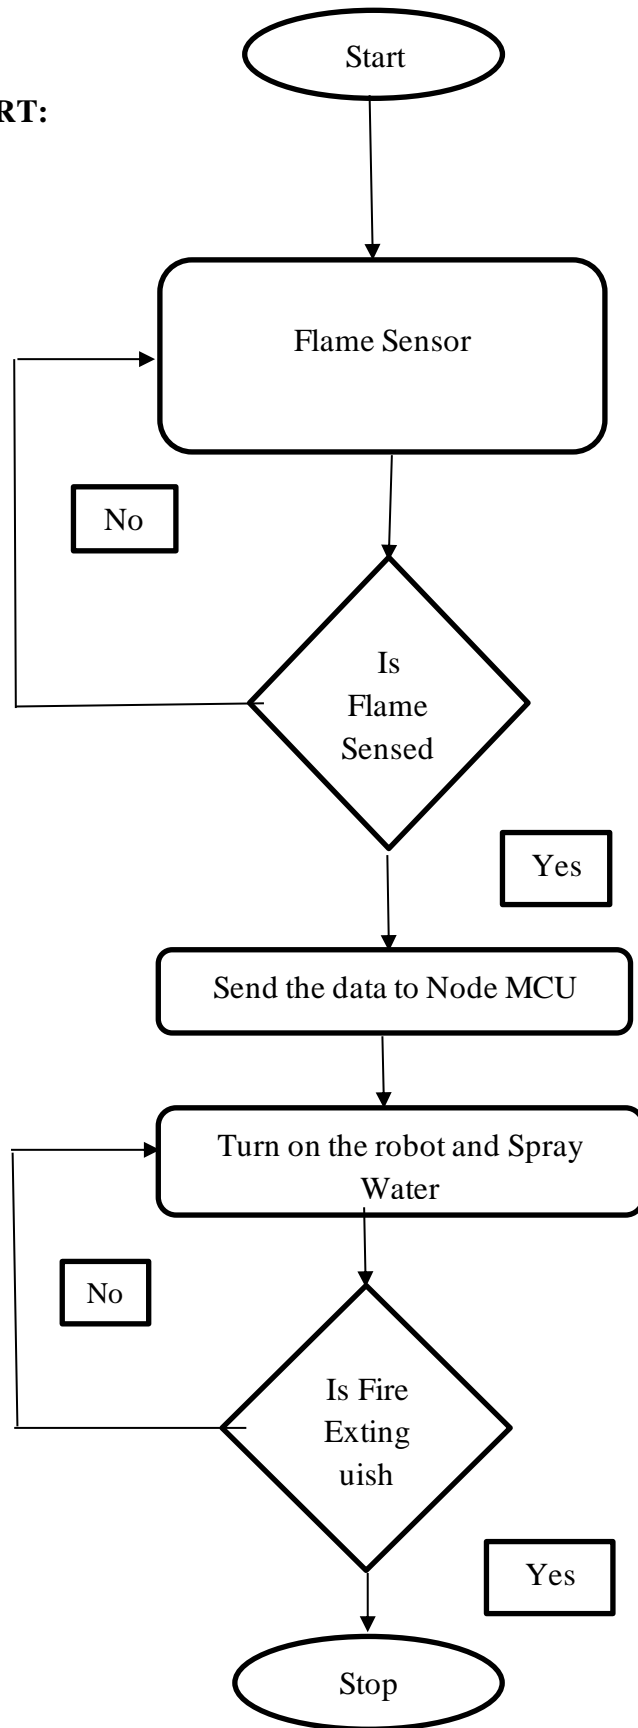 Start
RT:
Flame Sensor
No
Is
Flame
Sensed
Yes
Send the data to Node MCU
Turn on the robot and Spray
Water
No
Is Fire
Exting
uish
Yes
Stop